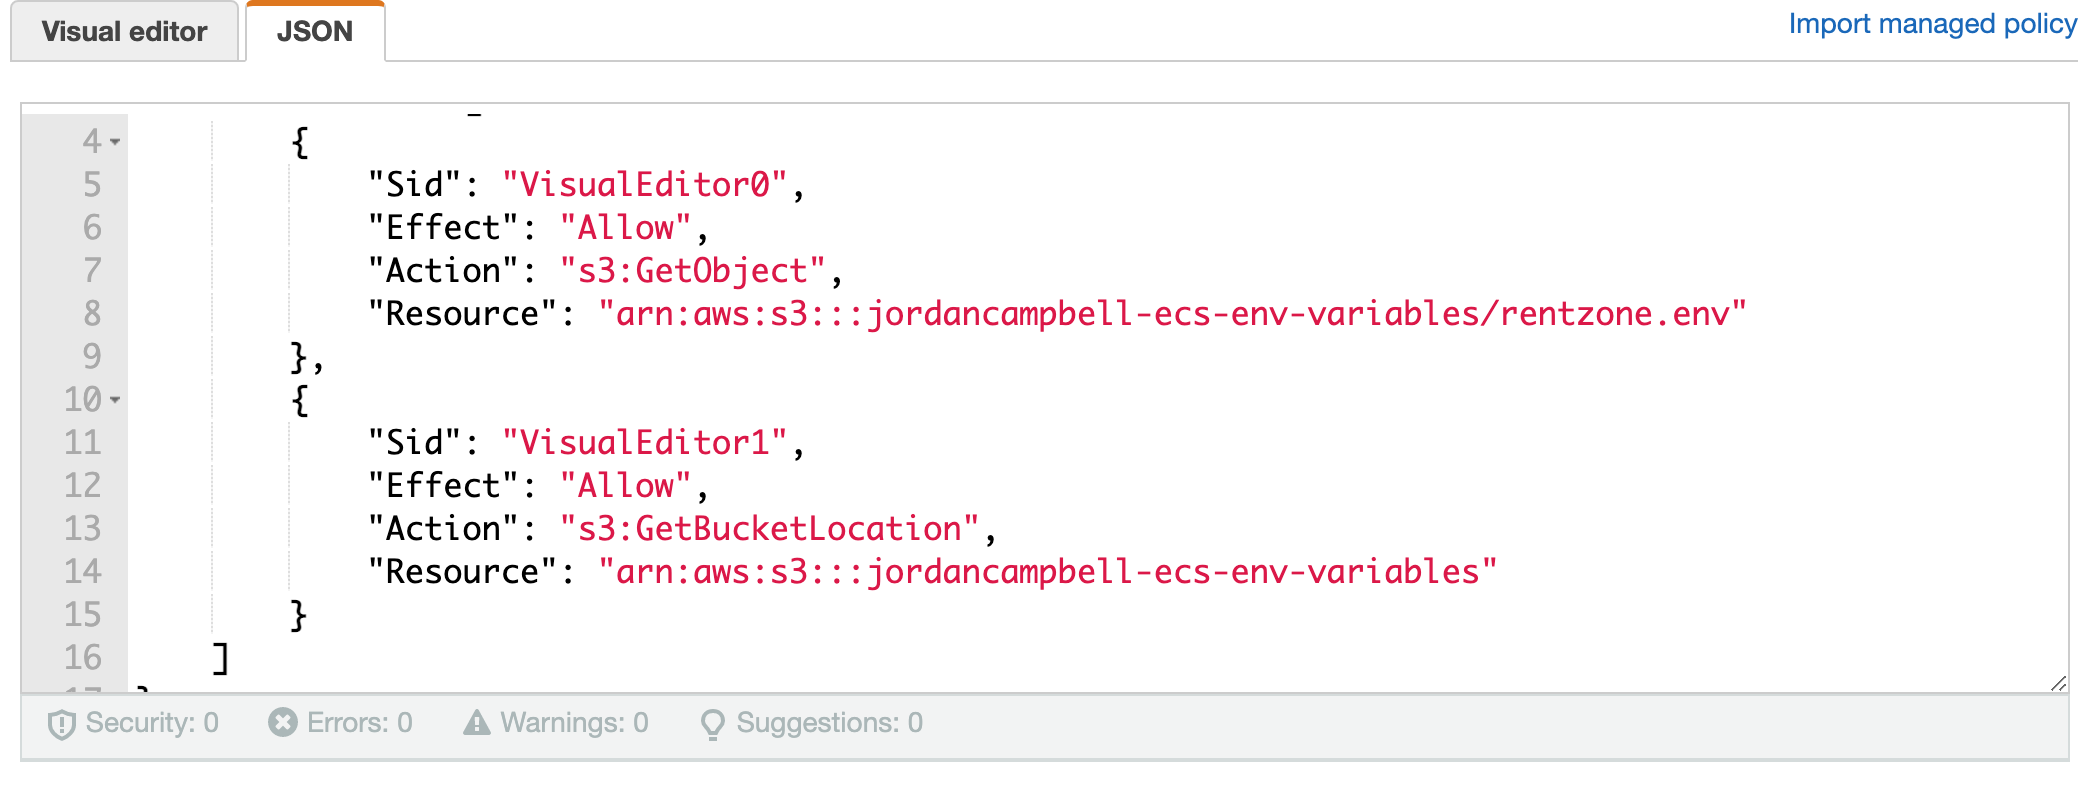 Visual editor JSON Import managed policy
4 {
5 "Sid": "VisualEditor0",
6 "Effect": "Allow",
7 "Action": "s3:GetObject",
8 "Resource": "arn:aws:s3:::jordancampbell-ecs-env-variables/rentzone.env"
9 },
10 {
11 "Sid": "VisualEditor1",
12 "Effect": "Allow",
13 "Action": "s3:GetBucketLocation",
14 "Resource": "arn:aws:s3:::jordancampbell-ecs-env-variables"
15 }
16 ]
Security: 0 Errors: 0 Warnings: 0 Suggestions: 0